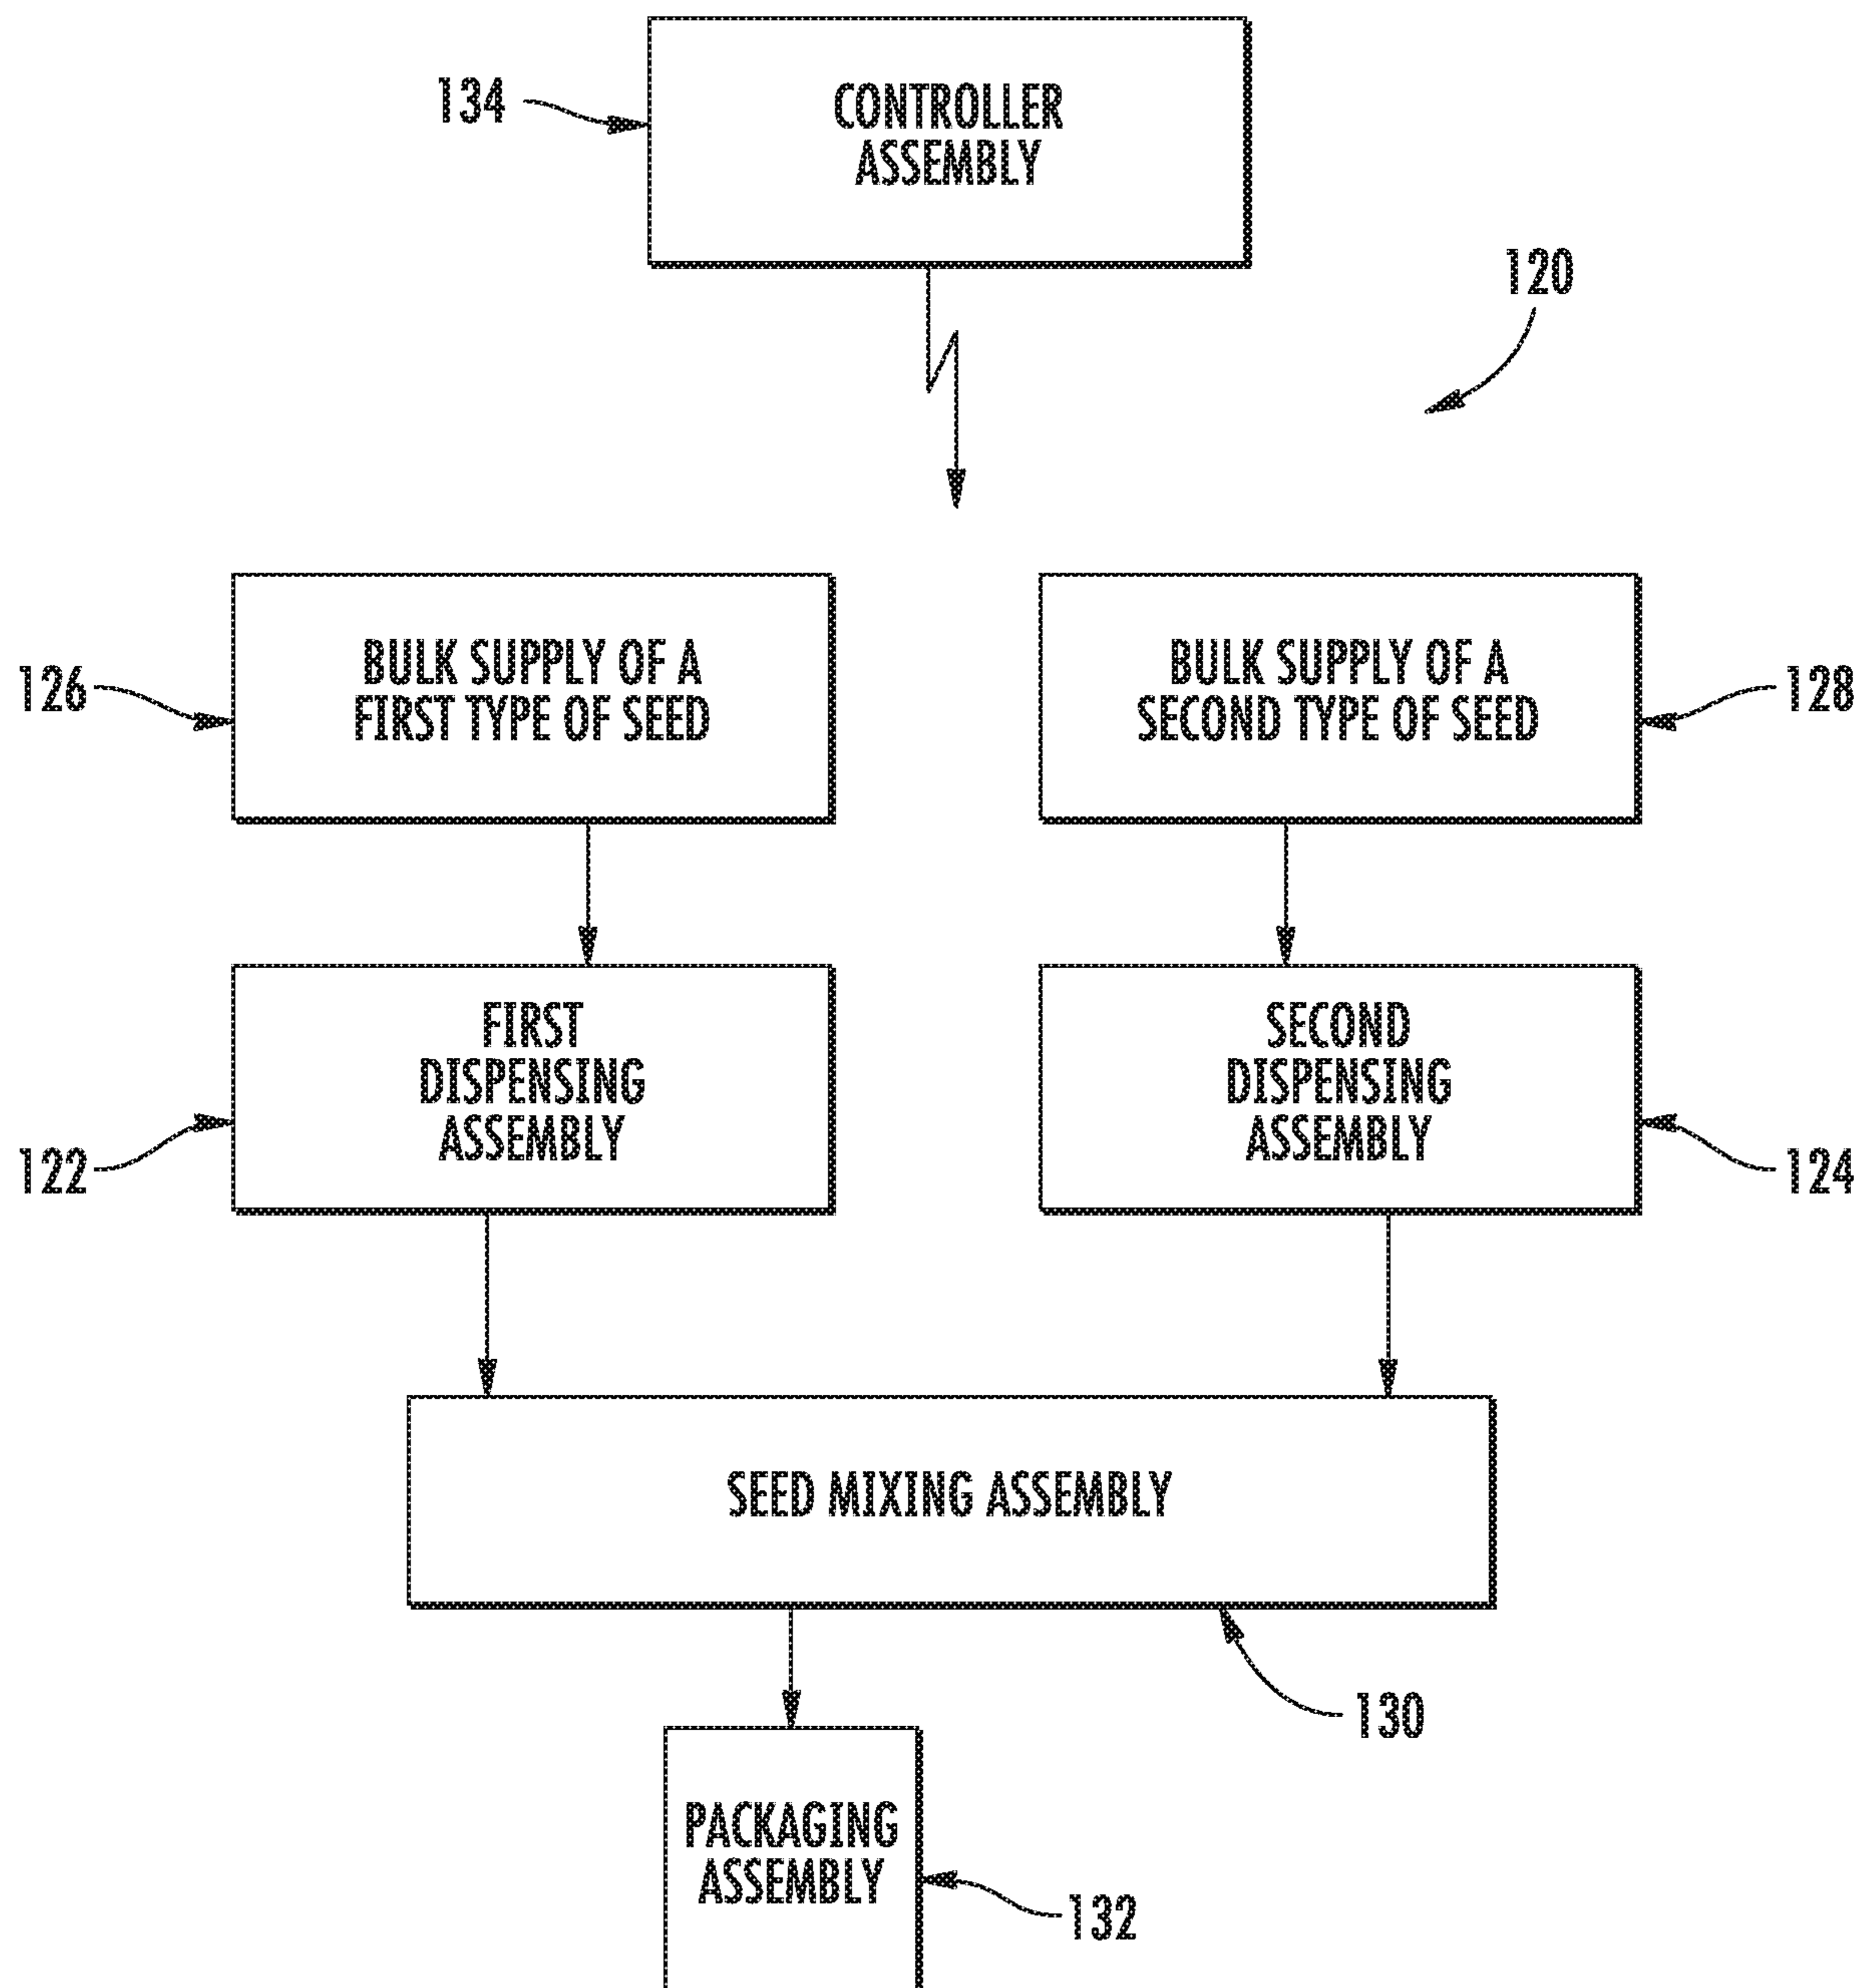 134
CONTROLLER
ASSEMBLY
120
126
BULK SUPPLY OF A
FIRST TYPE OF SEED
BULK SUPPLY OF A
SECOND TYPE OF SEED
128
122
FIRST
DISPENSING
ASSEMBLY
SECOND
DISPENSING
ASSEMBLY
124
SEED MIXING ASSEMBLY
130
PACKAGING
ASSEMBLY
132